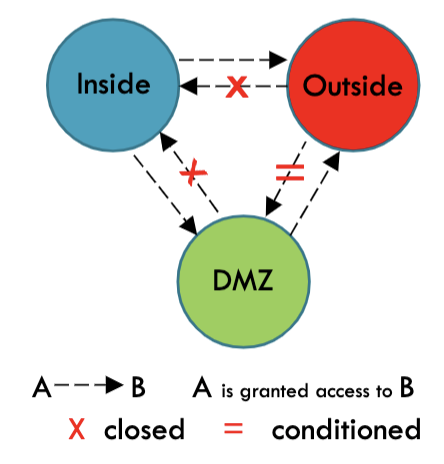 Inside
Outside
X
X
=
DMZ
A B A is granted access to B
X closed = conditioned